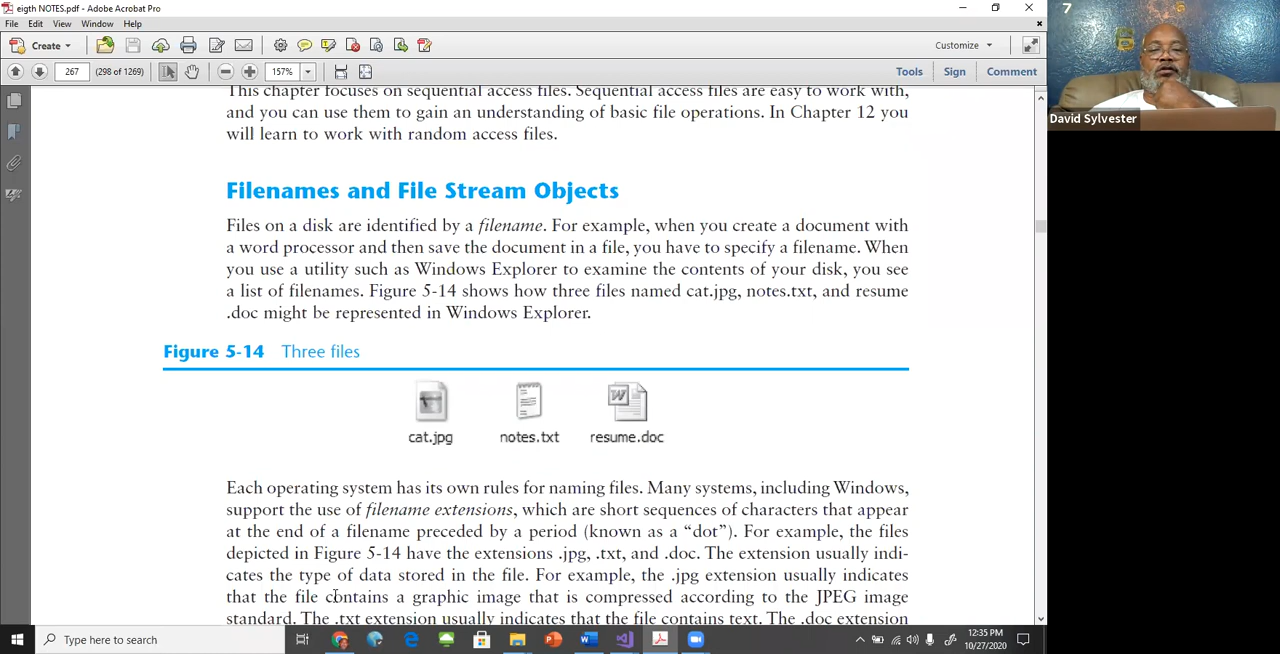 eigth NOTES.pdf - Adobe Acrobat Pro
File Edit View Window Help
Create
Customize
267 (298 of 1269) 157%
Tools Sign Comment
This chapter focuses on sequential access files. Sequential access files are easy to work with,
and you can use them to gain an understanding of basic file operations. In Chapter 12 you
will learn to work with random access files.
Filenames and File Stream Objects
Files on a disk are identified by a filename. For example, when you create a document with
a word processor and then save the document in a file, you have to specify a filename. When
you use a utility such as Windows Explorer to examine the contents of your disk, you see
a list of filenames. Figure 5-14 shows how three files named cat.jpg, notes.txt, and resume
.doc might be represented in Windows Explorer.
Figure 5-14 Three files
cat.jpg notes.txt resume.doc
Each operating system has its own rules for naming files. Many systems, including Windows,
support the use of filename extensions, which are short sequences of characters that appear
at the end of a filename preceded by a period (known as a “dot”). For example, the files
depicted in Figure 5-14 have the extensions .jpg, .txt, and .doc. The extension usually indi-
cates the type of data stored in the file. For example, the .jpg extension usually indicates
that the file contains a graphic image that is compressed according to the JPEG image
standard. The .txt extension usually indicates that the file contains text. The .doc extension
Type here to search
12:35 PM
10/27/2020
7
David Sylvester